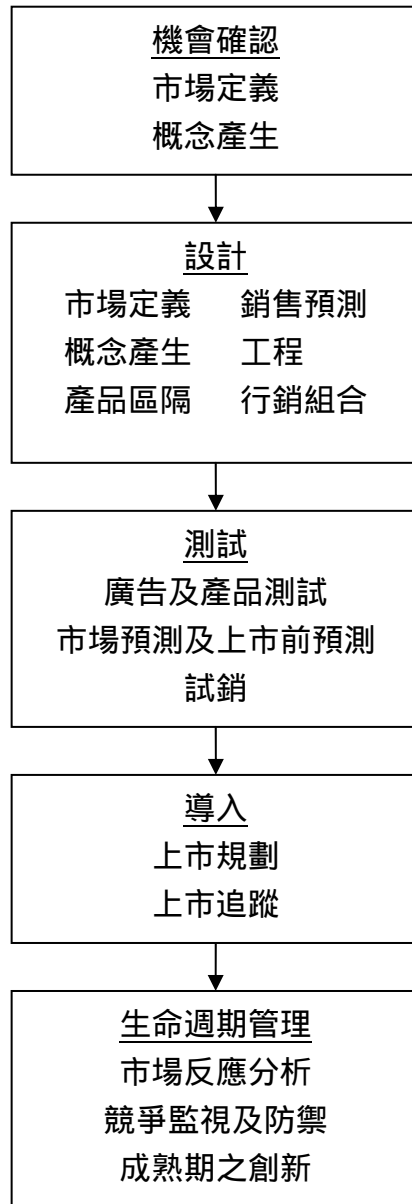 機會確認
市場定義
概念產生
設計
市場定義 銷售預測
概念產生 工程
產品區隔 行銷組合
測試
廣告及產品測試
市場預測及上市前預測
試銷
導入
上市規劃
上市追蹤
生命週期管理
市場反應分析
競爭監視及防禦
成熟期之創新